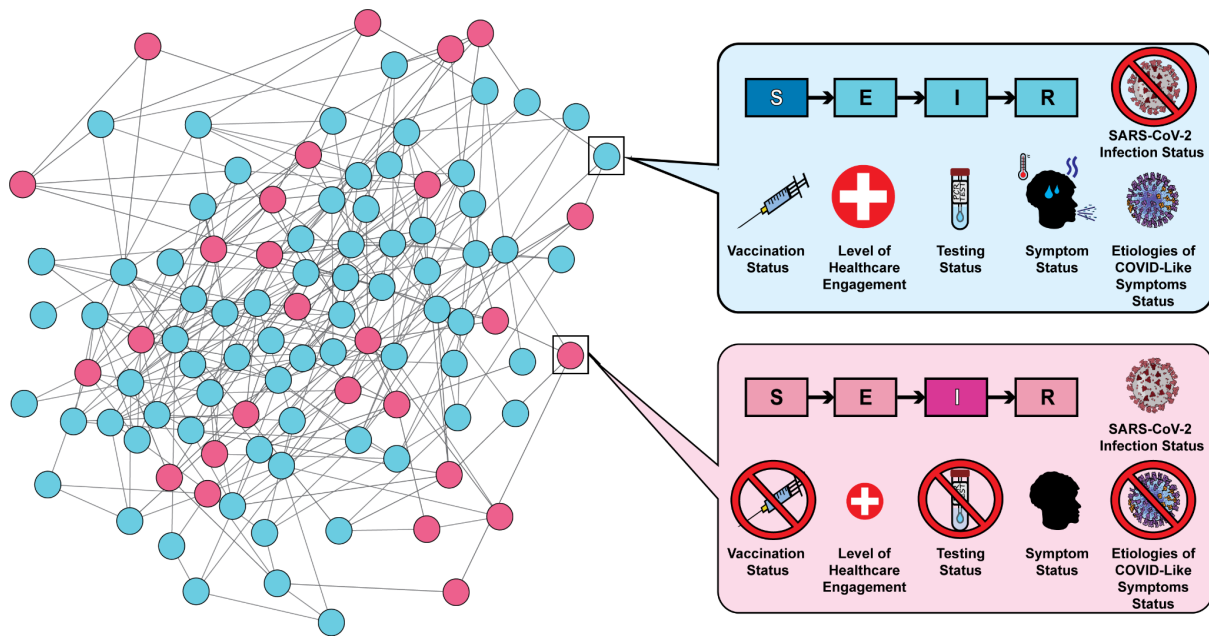 S
E
I
R
SARS-CoV-2
Infection Status
PCR
TEST
Vaccination
Status
Level of
Healthcare
Engagement
Testing
Status
Symptom
Status
Etiologies of
COVID-Like
Symptoms
Status
S
E
I
R
SARS-CoV-2
Infection Status
Vaccination
Status
Level of
Healthcare
Engagement
Testing
Status
Symptom
Status
Etiologies of
COVID-Like
Symptoms
Status